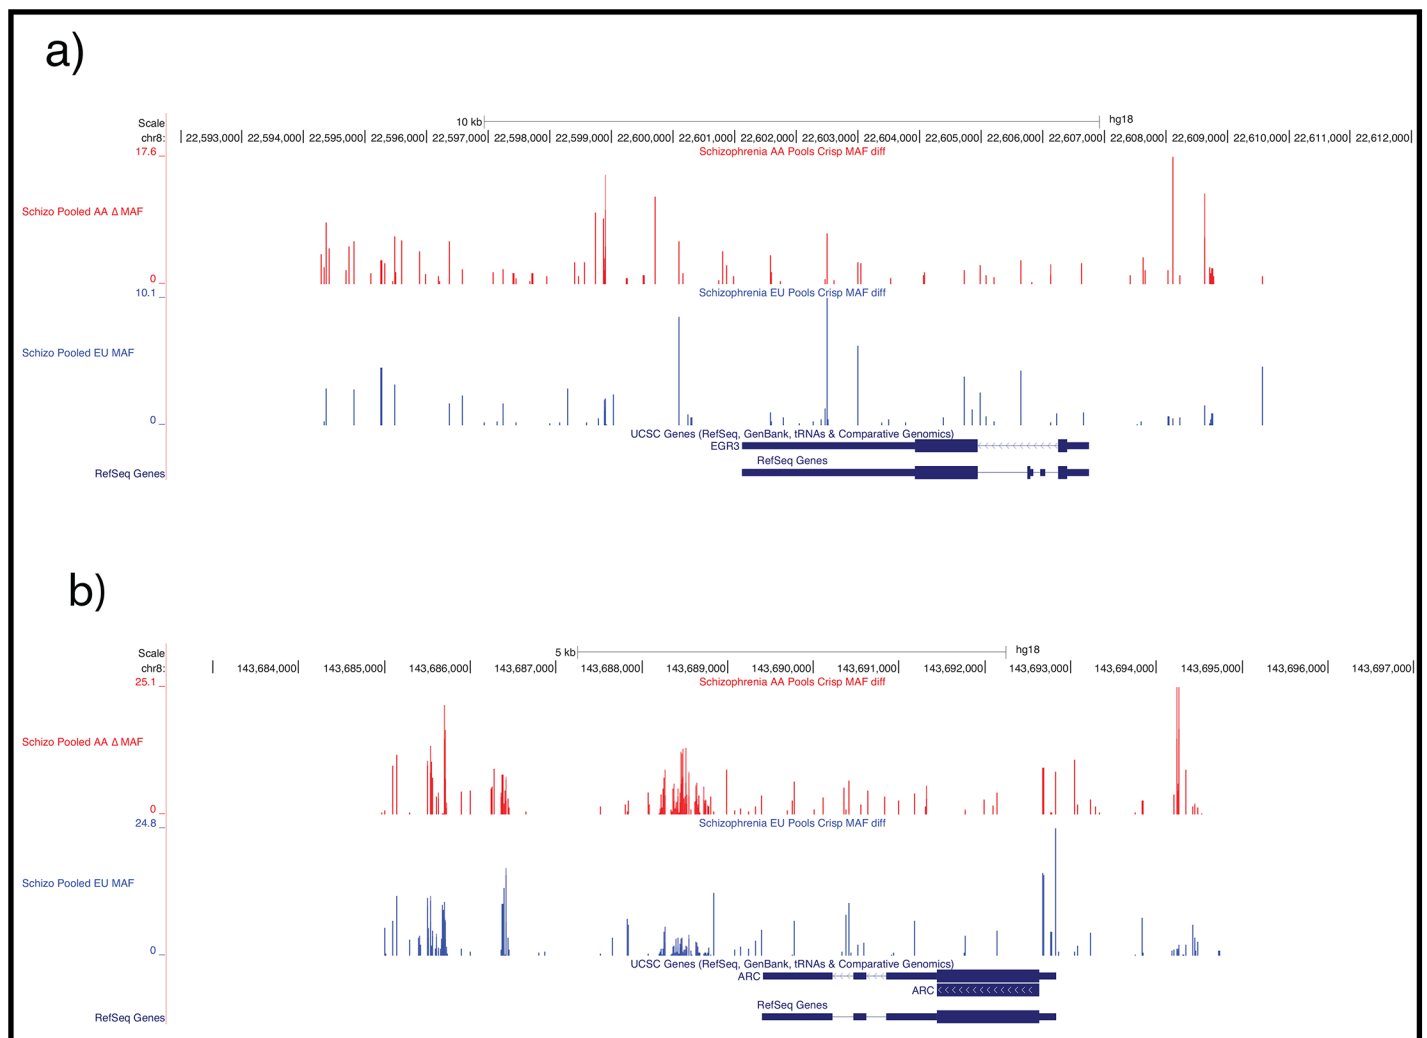 a)
Scale 10 kb hg18
chr8: 22,593,000 22,594,000 22,595,000 22,596,000 22,597,000 22,598,000 22,599,000 22,600,000 22,601,000 22,602,000 22,603,000 22,604,000 22,605,000 22,606,000 22,607,000 22,608,000 22,609,000 22,610,000 22,611,000 22,612,000
17.6 Schizophrenia AA Pools Crisp MAF diff
Schizo Pooled AA Δ MAF
0
10.1 Schizophrenia EU Pools Crisp MAF diff
Schizo Pooled EU MAF
0
UCSC Genes (RefSeq, GenBank, tRNAs & Comparative Genomics)
EGR3
RefSeq Genes
RefSeq Genes
b)
Scale 5 kb hg18
chr8: 143,684,000 143,685,000 143,686,000 143,687,000 143,688,000 143,689,000 143,690,000 143,691,000 143,692,000 143,693,000 143,694,000 143,695,000 143,696,000 143,697,000
25.1 Schizophrenia AA Pools Crisp MAF diff
Schizo Pooled AA Δ MAF
0
24.8 Schizophrenia EU Pools Crisp MAF diff
Schizo Pooled EU MAF
0
UCSC Genes (RefSeq, GenBank, tRNAs & Comparative Genomics)
ARC
ARC
RefSeq Genes
RefSeq Genes